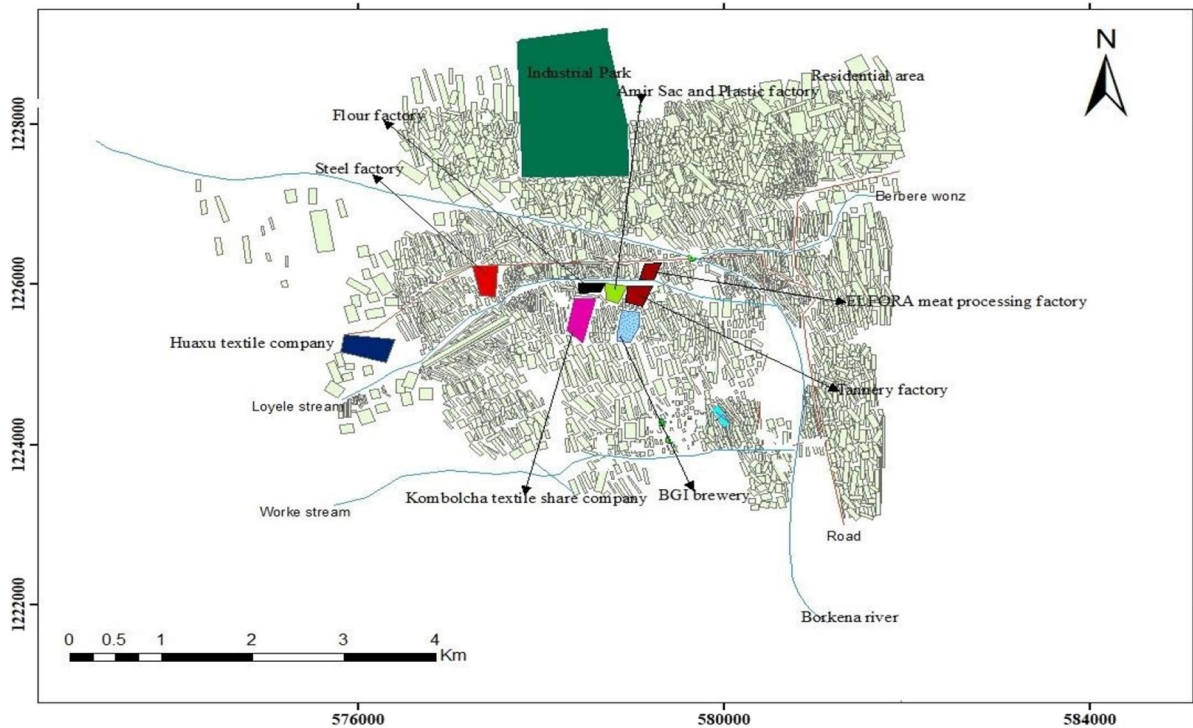 N
Industrial Park
Residential area
Amir Sac and Plastic factory
Flour factory
Steel factory
Berbere wonz
ELFORA meat processing factory
Huaxu textile company
Tannery factory
Loyele stream
Kombolcha textile share company
BGI brewery
Worke stream
Road
Borkena river
0 0.5 1 2 3 4
Km
1228000
1226000
1224000
1222000
576000 580000 584000